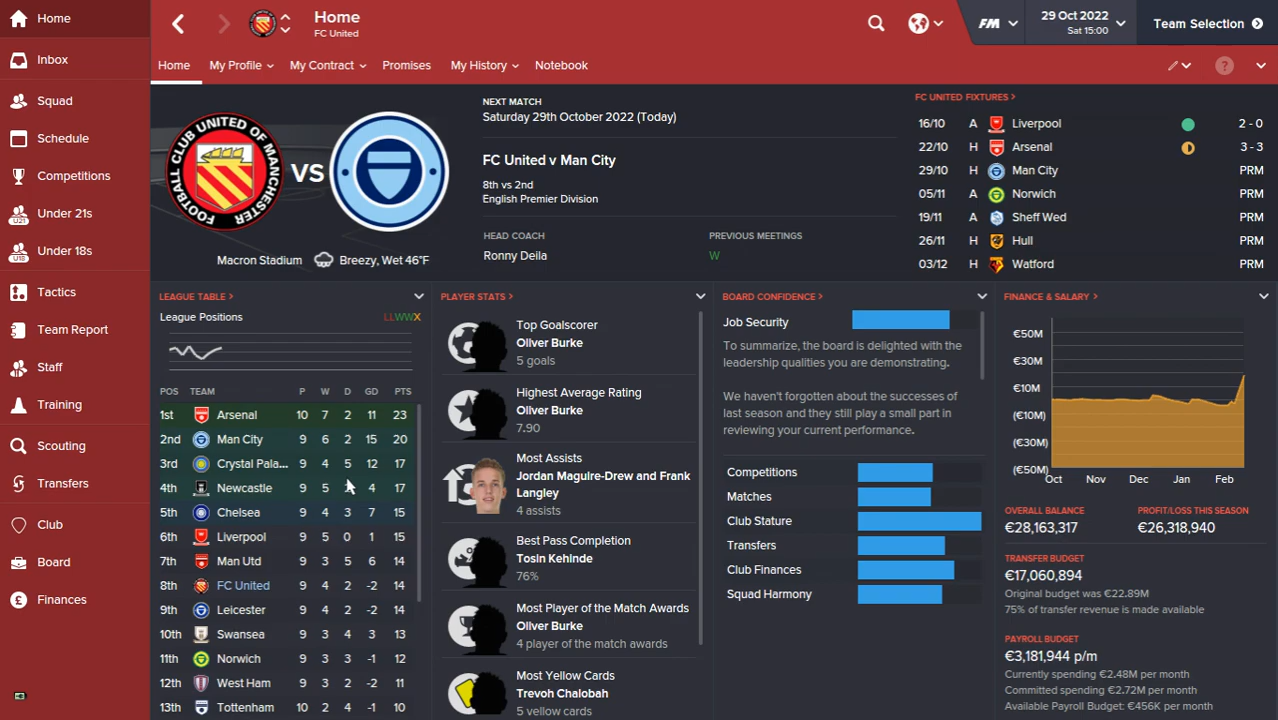 Home
Inbox
Squad
Schedule
Competitions
Under 21s
Under 18s
Tactics
Team Report
Staff
Training
Scouting
Transfers
Club
Board
Finances
Home
FC United
FM
29 Oct 2022
Sat 15:00
Team Selection
Home My Profile My Contract Promises My History Notebook
FOOTBALL CLUB UNITED OF MANCHESTER
VS
Macron Stadium Breezy, Wet 46°F
NEXT MATCH
Saturday 29th October 2022 (Today)
FC United v Man City
8th vs 2nd
English Premier Division
HEAD COACH PREVIOUS MEETINGS
Ronny Deila W
FC UNITED FIXTURES >
16/10 A Liverpool 2 - 0
22/10 H Arsenal 3 - 3
29/10 H Man City PRM
05/11 A Norwich PRM
19/11 A Sheff Wed PRM
26/11 H Hull PRM
03/12 H Watford PRM
LEAGUE TABLE >
League Positions LLWWX
POS TEAM P W D GD PTS
1st Arsenal 10 7 2 11 23
2nd Man City 9 6 2 15 20
3rd Crystal Pala... 9 4 5 12 17
4th Newcastle 9 5 4 17
5th Chelsea 9 4 3 7 15
6th Liverpool 9 5 0 1 15
7th Man Utd 9 3 5 6 14
8th FC United 9 4 2 -2 14
9th Leicester 9 4 2 -2 14
10th Swansea 9 3 4 3 13
11th Norwich 9 3 3 -1 12
12th West Ham 9 3 2 -2 11
13th Tottenham 10 2 4 -1 10
PLAYER STATS >
Top Goalscorer
Oliver Burke
5 goals
Highest Average Rating
Oliver Burke
7.90
Most Assists
Jordan Maguire-Drew and Frank
Langley
4 assists
Best Pass Completion
Tosin Kehinde
76%
Most Player of the Match Awards
Oliver Burke
4 player of the match awards
Most Yellow Cards
Trevoh Chalobah
5 yellow cards
BOARD CONFIDENCE >
Job Security
To summarize, the board is delighted with the
leadership qualities you are demonstrating.
We haven't forgotten about the successes of
last season and they still play a small part in
reviewing your current performance.
Competitions
Matches
Club Stature
Transfers
Club Finances
Squad Harmony
FINANCE & SALARY >
€50M
€30M
€10M
(€10M)
(€30M)
(€50M)
Oct Nov Dec Jan Feb
OVERALL BALANCE PROFIT/LOSS THIS SEASON
€28,163,317 €26,318,940
TRANSFER BUDGET
€17,060,894
Original budget was €22.89M
75% of transfer revenue is made available
PAYROLL BUDGET
€3,181,944 p/m
Currently spending €2.48M per month
Committed spending €2.72M per month
Available Payroll Budget: €456K per month